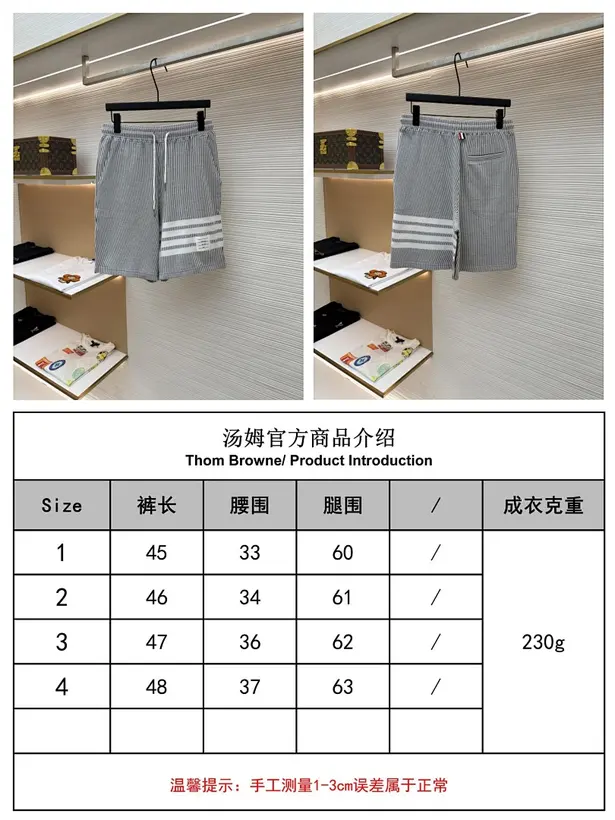 汤姆官方商品介绍
Thom Browne/ Product Introduction
Size 裤长 腰围 腿围 / 成衣克重
1 45 33 60 /
2 46 34 61 /
3 47 36 62 /
4 48 37 63 /
230g
温馨提示：手工测量1-3cm误差属于正常